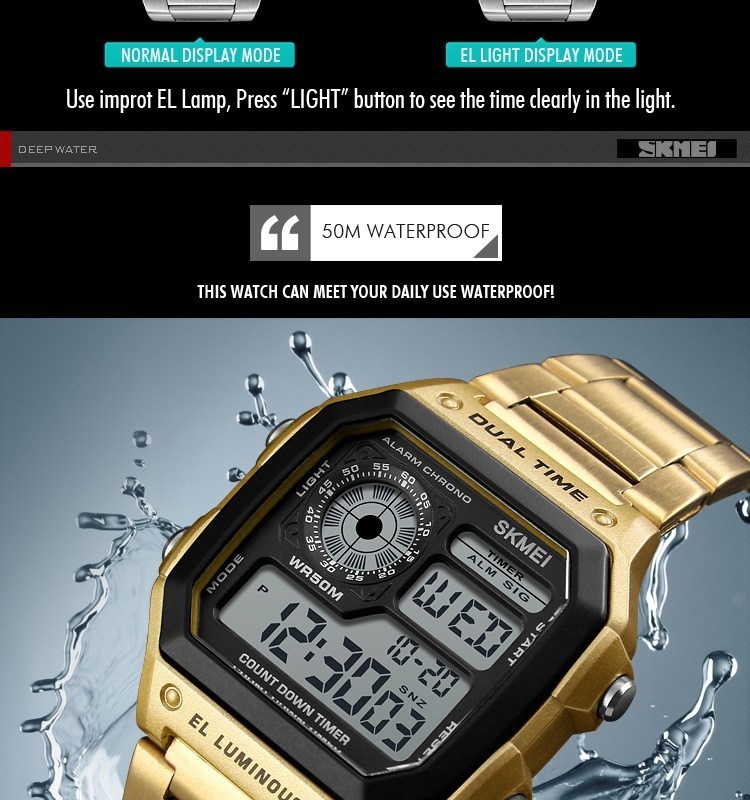 NORMAL DISPLAY MODE
EL LIGHT DISPLAY MODE
Use improt EL Lamp, Press “LIGHT” button to see the time clearly in the light.
DEEP WATER
SKMEI
50M WATERPROOF
THIS WATCH CAN MEET YOUR DAILY USE WATERPROOF!
DUAL TIME
ALARM CHRONO
LIGHT
60 05 10 15 20 25 30 35 40 45 50 55
SKMEI
TIMER
ALM SIG
MODE
WR50M
WED
START
P
10-20
12:30 03
SNZ
COUNT DOWN TIMER
RESET
EL LUMINOUS